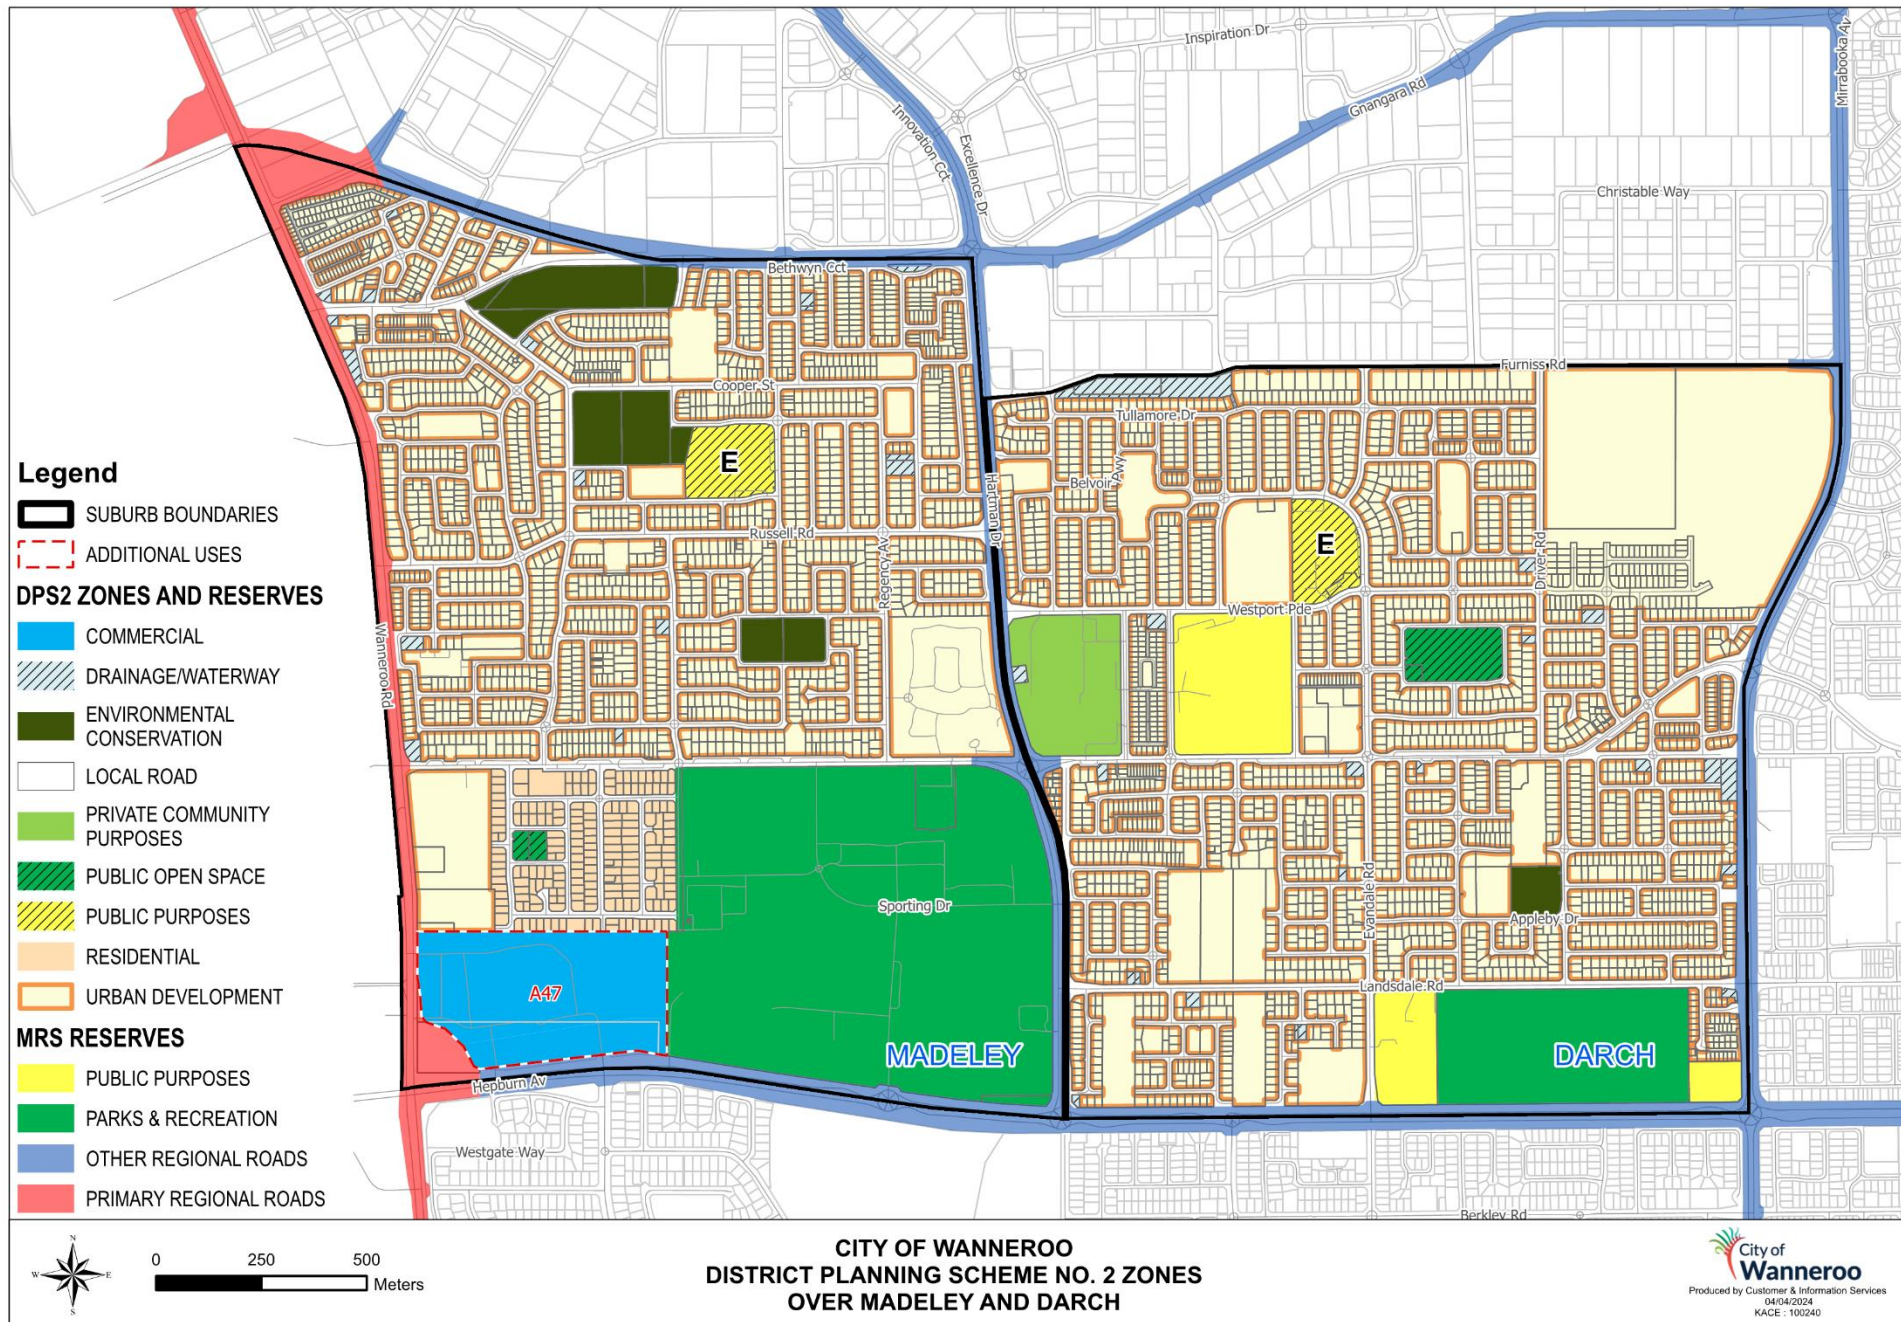 Inspiration Dr
Mirrabooka Av
Gnangara Rd
Innovation Cct
Excellence Dr
Christable Way
Bethwyn Cct
Furniss Rd
Cooper St
Tullamore Dr
E
Belvoir Pwy
Hartman Dr
Russell Rd
Regency Av
E
Driver Rd
Westport Pde
Wanneroo Rd
Sporting Dr
Evandale Rd
Appleby Dr
Landsdale Rd
A47
MADELEY
DARCH
Hepburn Av
Westgate Way
Berkley Rd
Legend
SUBURB BOUNDARIES
ADDITIONAL USES
DPS2 ZONES AND RESERVES
COMMERCIAL
DRAINAGE/WATERWAY
ENVIRONMENTAL
CONSERVATION
LOCAL ROAD
PRIVATE COMMUNITY
PURPOSES
PUBLIC OPEN SPACE
PUBLIC PURPOSES
RESIDENTIAL
URBAN DEVELOPMENT
MRS RESERVES
PUBLIC PURPOSES
PARKS & RECREATION
OTHER REGIONAL ROADS
PRIMARY REGIONAL ROADS
N
W
E
S
0 250 500
Meters
CITY OF WANNEROO
DISTRICT PLANNING SCHEME NO. 2 ZONES
OVER MADELEY AND DARCH
City of
Wanneroo
Produced by Customer & Information Services
04/04/2024
KACE : 100240